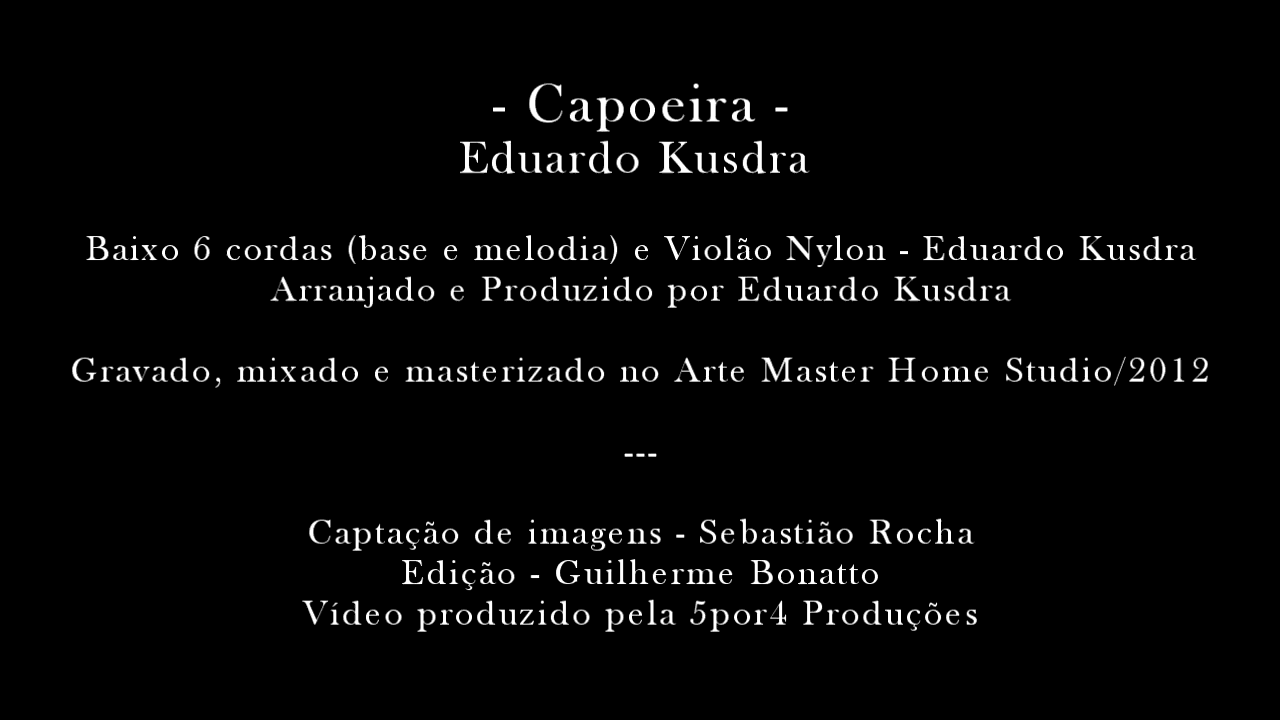 - Capoeira -
Eduardo Kusdra
Baixo 6 cordas (base e melodia) e Violão Nylon - Eduardo Kusdra
Arranjado e Produzido por Eduardo Kusdra
Gravado, mixado e masterizado no Arte Master Home Studio/2012
---
Captação de imagens - Sebastião Rocha
Edição - Guilherme Bonatto
Vídeo produzido pela 5por4 Produções